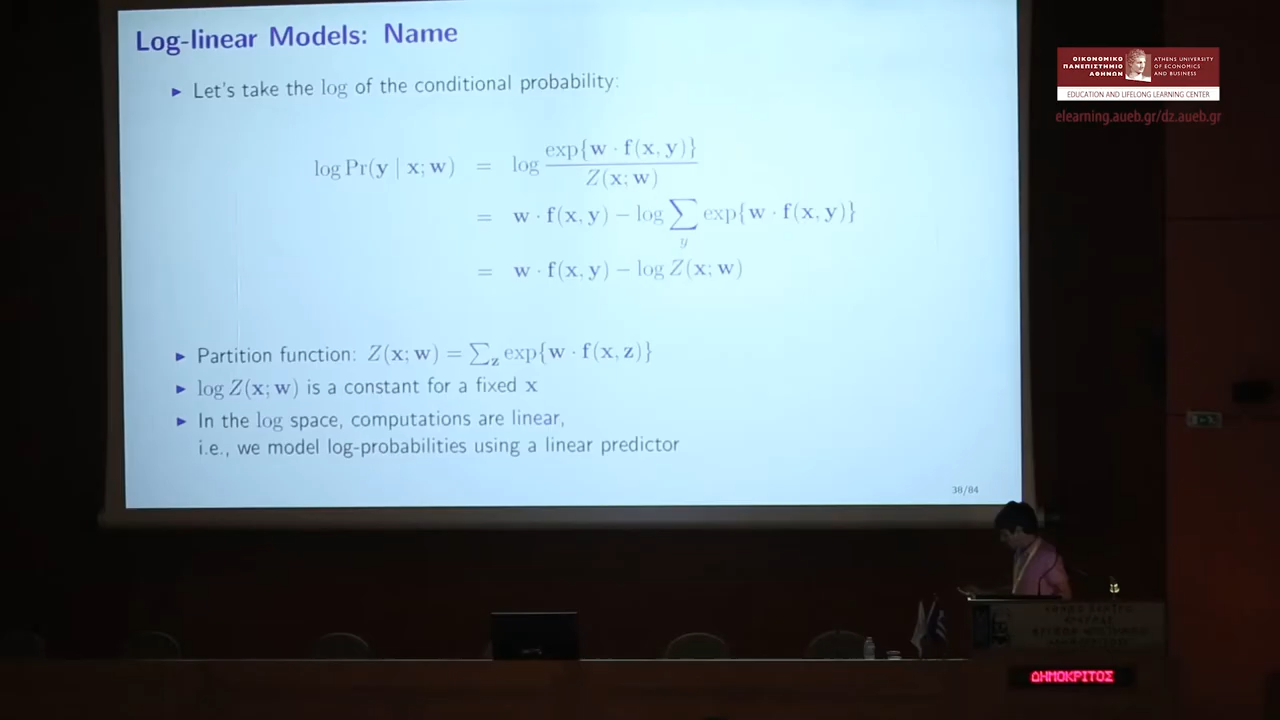 Log-linear Models: Name
▶ Let's take the log of the conditional probability:
log Pr(y | x; w) = log exp{w · f(x, y)} / Z(x; w)
= w · f(x, y) − log ∑_y exp{w · f(x, y)}
= w · f(x, y) − log Z(x; w)
▶ Partition function: Z(x; w) = ∑_z exp{w · f(x, z)}
▶ log Z(x; w) is a constant for a fixed x
▶ In the log space, computations are linear,
i.e., we model log-probabilities using a linear predictor
38/84
ΟΙΚΟΝΟΜΙΚΟ
ΠΑΝΕΠΙΣΤΗΜΙΟ
ΑΘΗΝΩΝ
ATHENS UNIVERSITY
OF ECONOMICS
AND BUSINESS
EDUCATION AND LIFELONG LEARNING CENTER
elearning.aueb.gr/dz.aueb.gr
ΔΗΜΟΚΡΙΤΟΣ